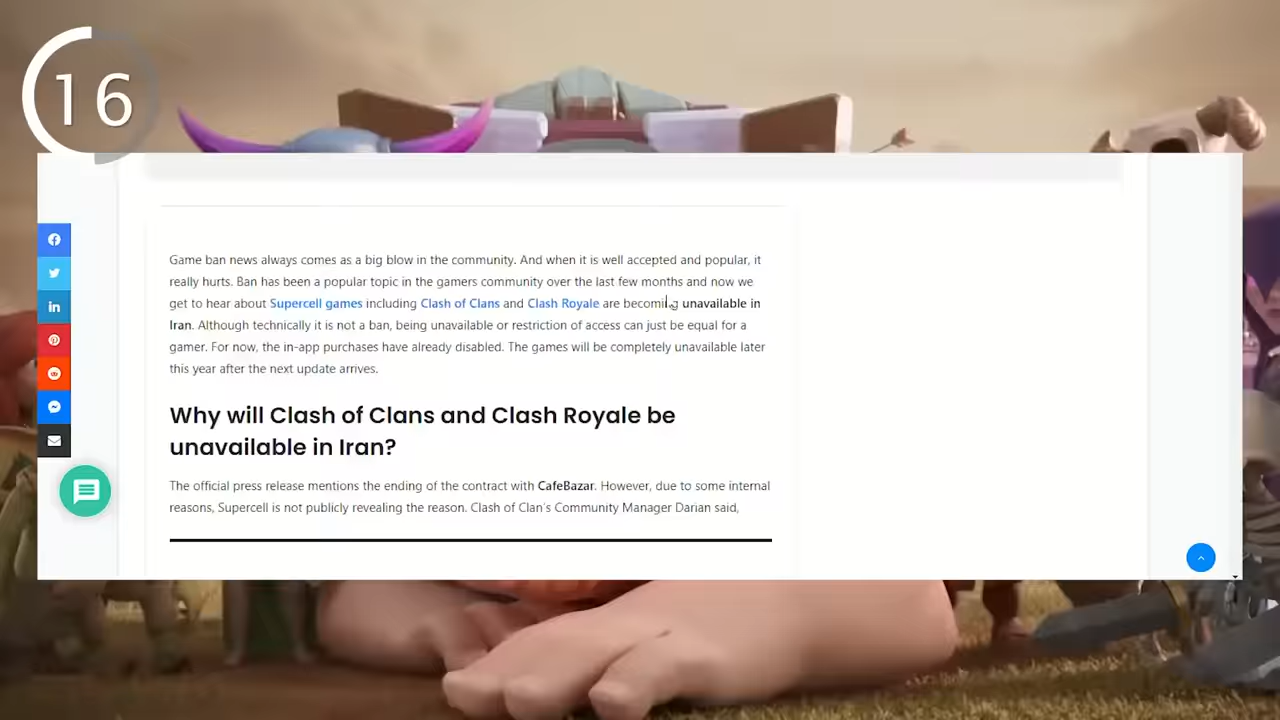 16
Game ban news always comes as a big blow in the community. And when it is well accepted and popular, it
really hurts. Ban has been a popular topic in the gamers community over the last few months and now we
get to hear about Supercell games including Clash of Clans and Clash Royale are becoming unavailable in
Iran. Although technically it is not a ban, being unavailable or restriction of access can just be equal for a
gamer. For now, the in-app purchases have already disabled. The games will be completely unavailable later
this year after the next update arrives.
Why will Clash of Clans and Clash Royale be
unavailable in Iran?
The official press release mentions the ending of the contract with CafeBazar. However, due to some internal
reasons, Supercell is not publicly revealing the reason. Clash of Clan's Community Manager Darian said,